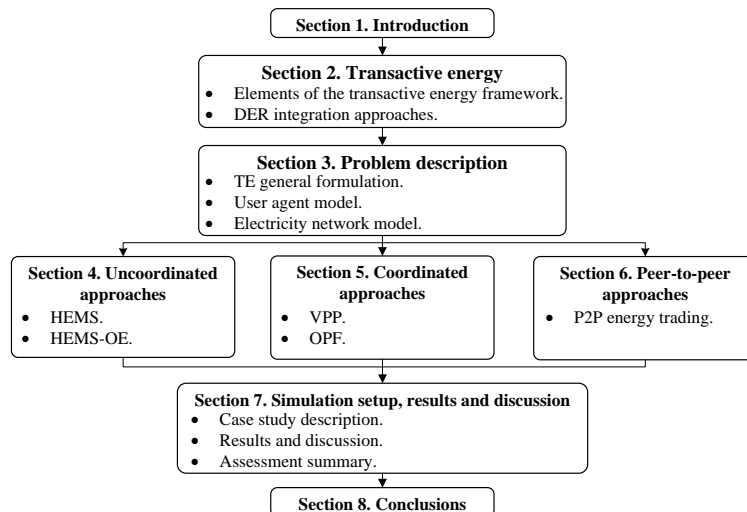 Section 1. Introduction
Section 2. Transactive energy
• Elements of the transactive energy framework.
• DER integration approaches.
Section 3. Problem description
• TE general formulation.
• User agent model.
• Electricity network model.
Section 4. Uncoordinated
approaches
• HEMS.
• HEMS-OE.
Section 5. Coordinated
approaches
• VPP.
• OPF.
Section 6. Peer-to-peer
approaches
• P2P energy trading.
Section 7. Simulation setup, results and discussion
• Case study description.
• Results and discussion.
• Assessment summary.
Section 8. Conclusions